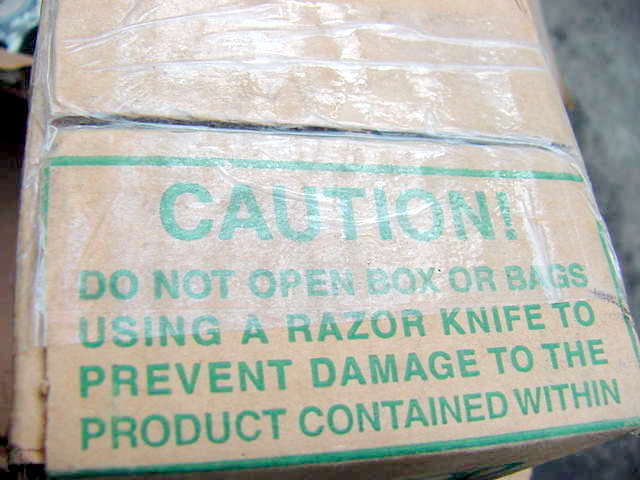 CAUTION!
DO NOT OPEN BOX OR BAGS
USING A RAZOR KNIFE TO
PREVENT DAMAGE TO THE
PRODUCT CONTAINED WITHIN